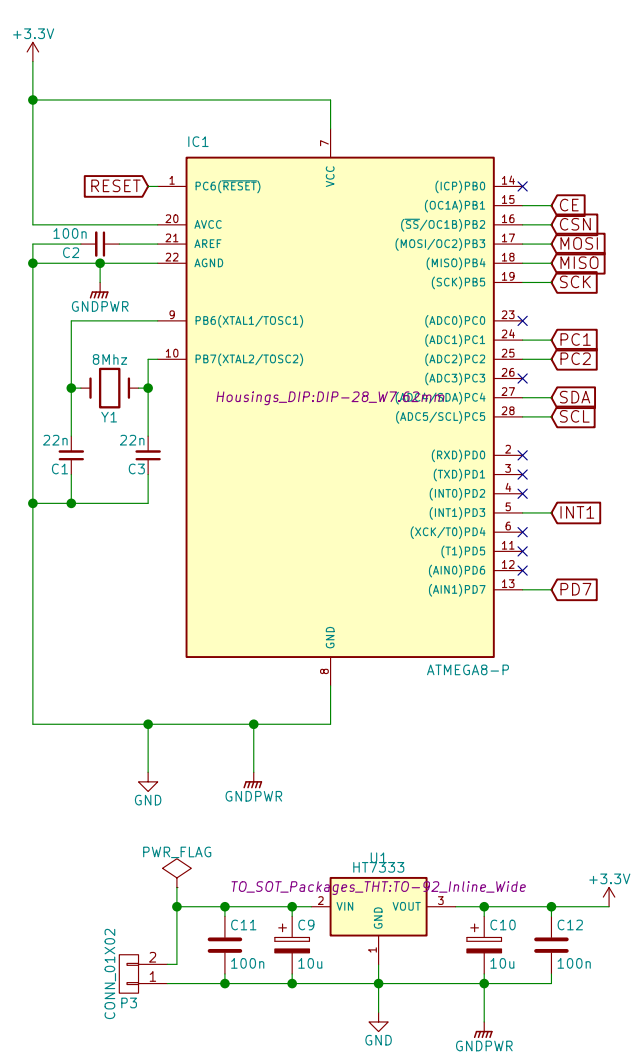 +3.3V
IC1
7
VCC
RESET 1 PC6(RESET)
(ICP)PB0 14
(OC1A)PB1 15 CE
20 AVCC
(SS/OC1B)PB2 16 CSN
100n
C2
21 AREF
(MOSI/OC2)PB3 17 MOSI
22 AGND
(MISO)PB4 18 MISO
(SCK)PB5 19 SCK
GNDPWR
9 PB6(XTAL1/TOSC1)
(ADC0)PC0 23
(ADC1)PC1 24 PC1
8Mhz
Y1
10 PB7(XTAL2/TOSC2)
(ADC2)PC2 25 PC2
(ADC3)PC3 26
Housings_DIP:DIP-28_W7.62mm
(ADC4/SDA)PC4 27 SDA
(ADC5/SCL)PC5 28 SCL
22n
C1
22n
C3
(RXD)PD0 2
(TXD)PD1 3
(INT0)PD2 4
(INT1)PD3 5 INT1
(XCK/T0)PD4 6
(T1)PD5 11
(AIN0)PD6 12
(AIN1)PD7 13 PD7
GND
8
ATMEGA8-P
GND
GNDPWR
PWR_FLAG
U1
HT7333
TO_SOT_Packages_THT:TO-92_Inline_Wide
+3.3V
2 VIN
VOUT 3
GND
1
C11
100n
+ C9
10u
+ C10
10u
C12
100n
CONN_01X02
2
1
P3
GND
GNDPWR